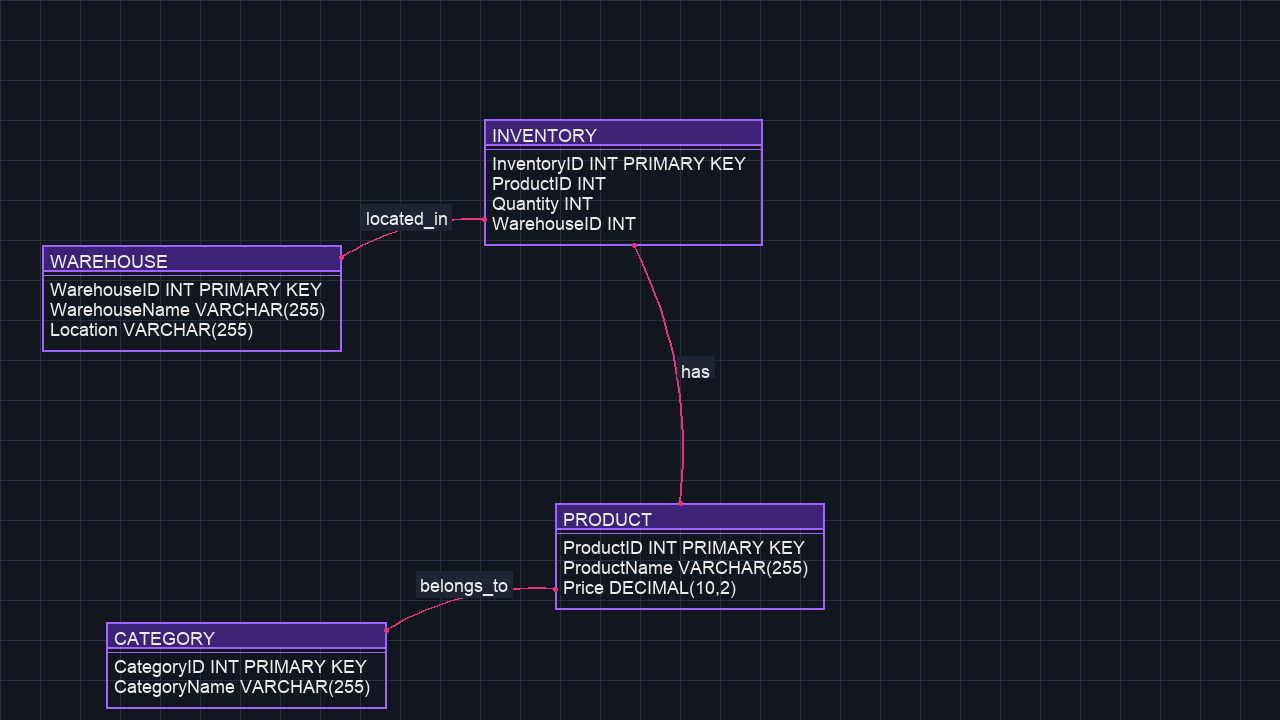 INVENTORY
InventoryID INT PRIMARY KEY
ProductID INT
Quantity INT
WarehouseID INT
located_in
WAREHOUSE
WarehouseID INT PRIMARY KEY
WarehouseName VARCHAR(255)
Location VARCHAR(255)
has
PRODUCT
ProductID INT PRIMARY KEY
ProductName VARCHAR(255)
Price DECIMAL(10,2)
belongs_to
CATEGORY
CategoryID INT PRIMARY KEY
CategoryName VARCHAR(255)